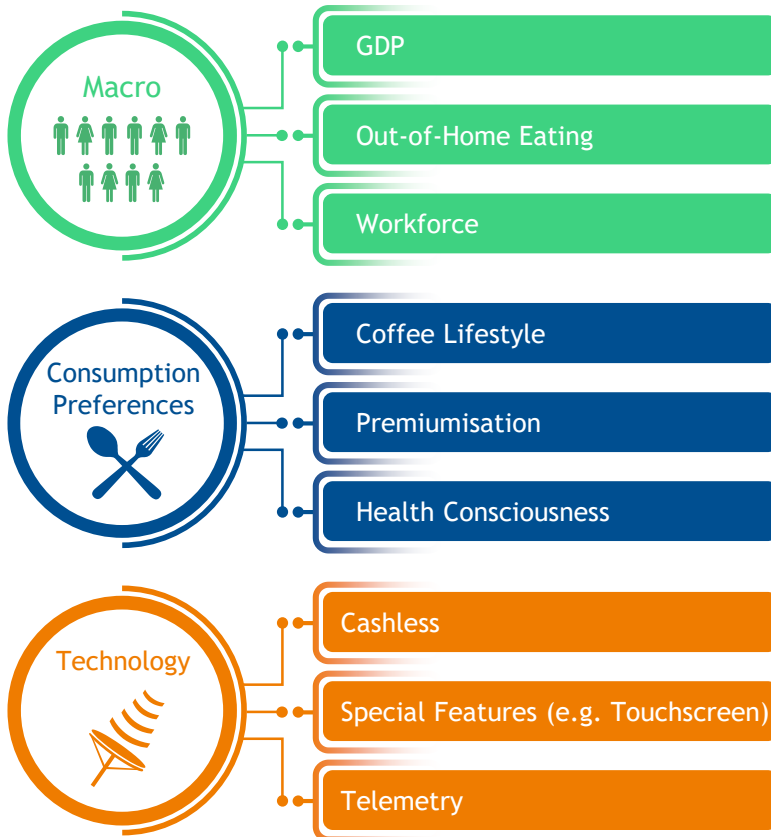 Macro
GDP
Out-of-Home Eating
Workforce
Consumption
Preferences
Coffee Lifestyle
Premiumisation
Health Consciousness
Technology
Cashless
Special Features (e.g. Touchscreen)
Telemetry